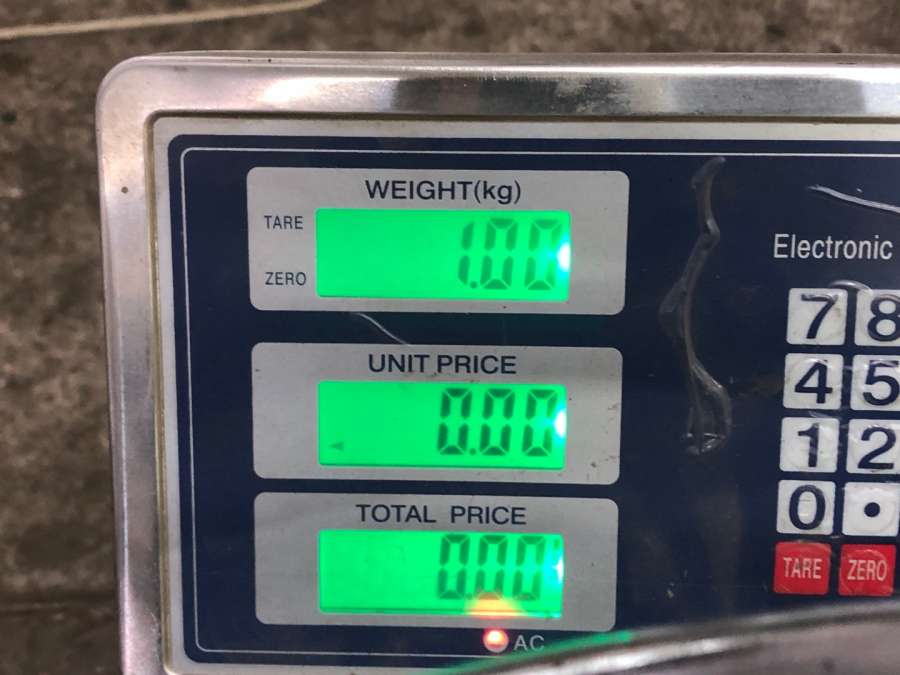 WEIGHT(kg)
TARE
1.00
ZERO
UNIT PRICE
0.00
TOTAL PRICE
0.00
AC
Electronic
7 8
4 5
1 2
0 .
TARE ZERO